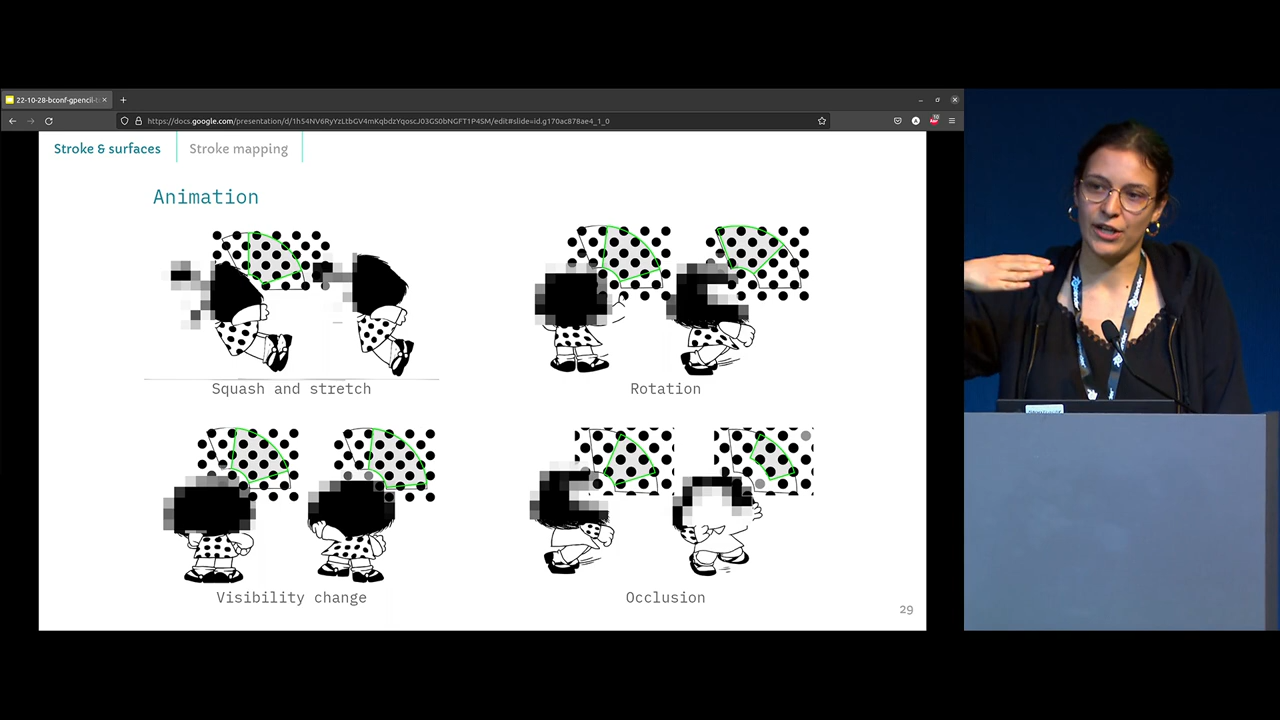 22-10-28-bconf-gpencil-t
https://docs.google.com/presentation/d/1h54NV6RyYzLtbGV4mKqbdzYqoscJ03GS0bNGFT1P4SM/edit#slide=id.g170ac878ae4_1_0
Stroke & surfaces
Stroke mapping
Animation
Squash and stretch
Rotation
Visibility change
Occlusion
29